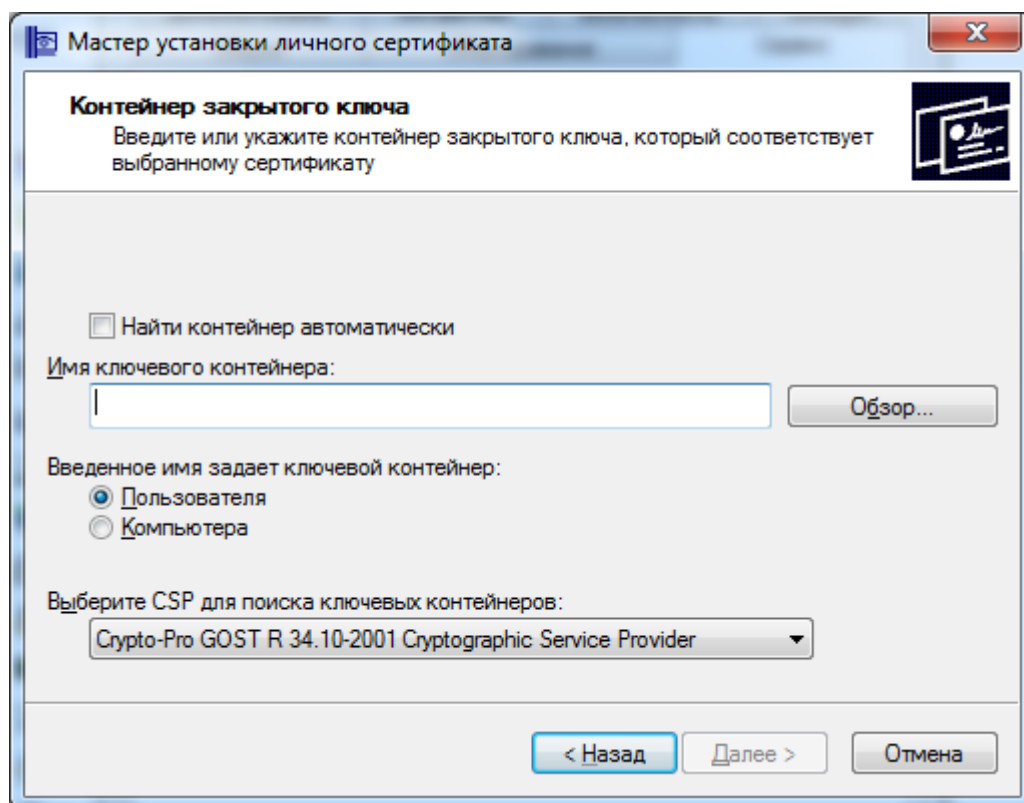 Мастер установки личного сертификата
Контейнер закрытого ключа
Введите или укажите контейнер закрытого ключа, который соответствует
выбранному сертификату
Найти контейнер автоматически
Имя ключевого контейнера:
Обзор...
Введенное имя задает ключевой контейнер:
Пользователя
Компьютера
Выберите CSP для поиска ключевых контейнеров:
Crypto-Pro GOST R 34.10-2001 Cryptographic Service Provider
< Назад Далее > Отмена